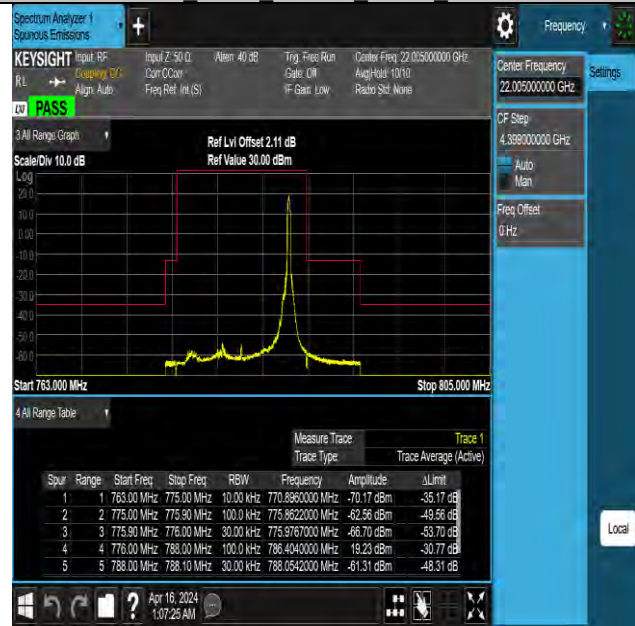 Spectrum Analyzer 1
Spurious Emissions
Frequency
KEYSIGHT Input: RF Input Z: 50 Ω Atten: 40 dB Trig: Free Run Center Freq: 22.005000000 GHz
RL Coupling: DC Corr CCorr Gate: Off Avg|Hold: 10/10
Align: Auto Freq Ref: Int (S) IF Gain: Low Radio Std: None
LXI PASS
Center Frequency
22.005000000 GHz
Settings
CF Step
4.399000000 GHz
Auto
Man
Freq Offset
0 Hz
3 All Range Graph
Ref Lvl Offset 2.11 dB
Scale/Div 10.0 dB Ref Value 30.00 dBm
Log
20.0
10.0
0.00
-10.0
-20.0
-30.0
-40.0
-50.0
-60.0
Start 763.000 MHz Stop 805.000 MHz
4 All Range Table
Measure Trace Trace 1
Trace Type Trace Average (Active)
Spur Range Start Freq Stop Freq RBW Frequency Amplitude ΔLimit
1 1 763.00 MHz 775.00 MHz 10.00 kHz 770.8960000 MHz -70.17 dBm -35.17 dB
2 2 775.00 MHz 775.90 MHz 100.0 kHz 775.8622000 MHz -62.56 dBm -49.56 dB
3 3 775.90 MHz 776.00 MHz 30.00 kHz 775.9767000 MHz -66.70 dBm -53.70 dB
4 4 776.00 MHz 788.00 MHz 100.0 kHz 786.4040000 MHz 19.23 dBm -30.77 dB
5 5 788.00 MHz 788.10 MHz 30.00 kHz 788.0542000 MHz -61.31 dBm -48.31 dB
Local
Apr 16, 2024
1:07:25 AM